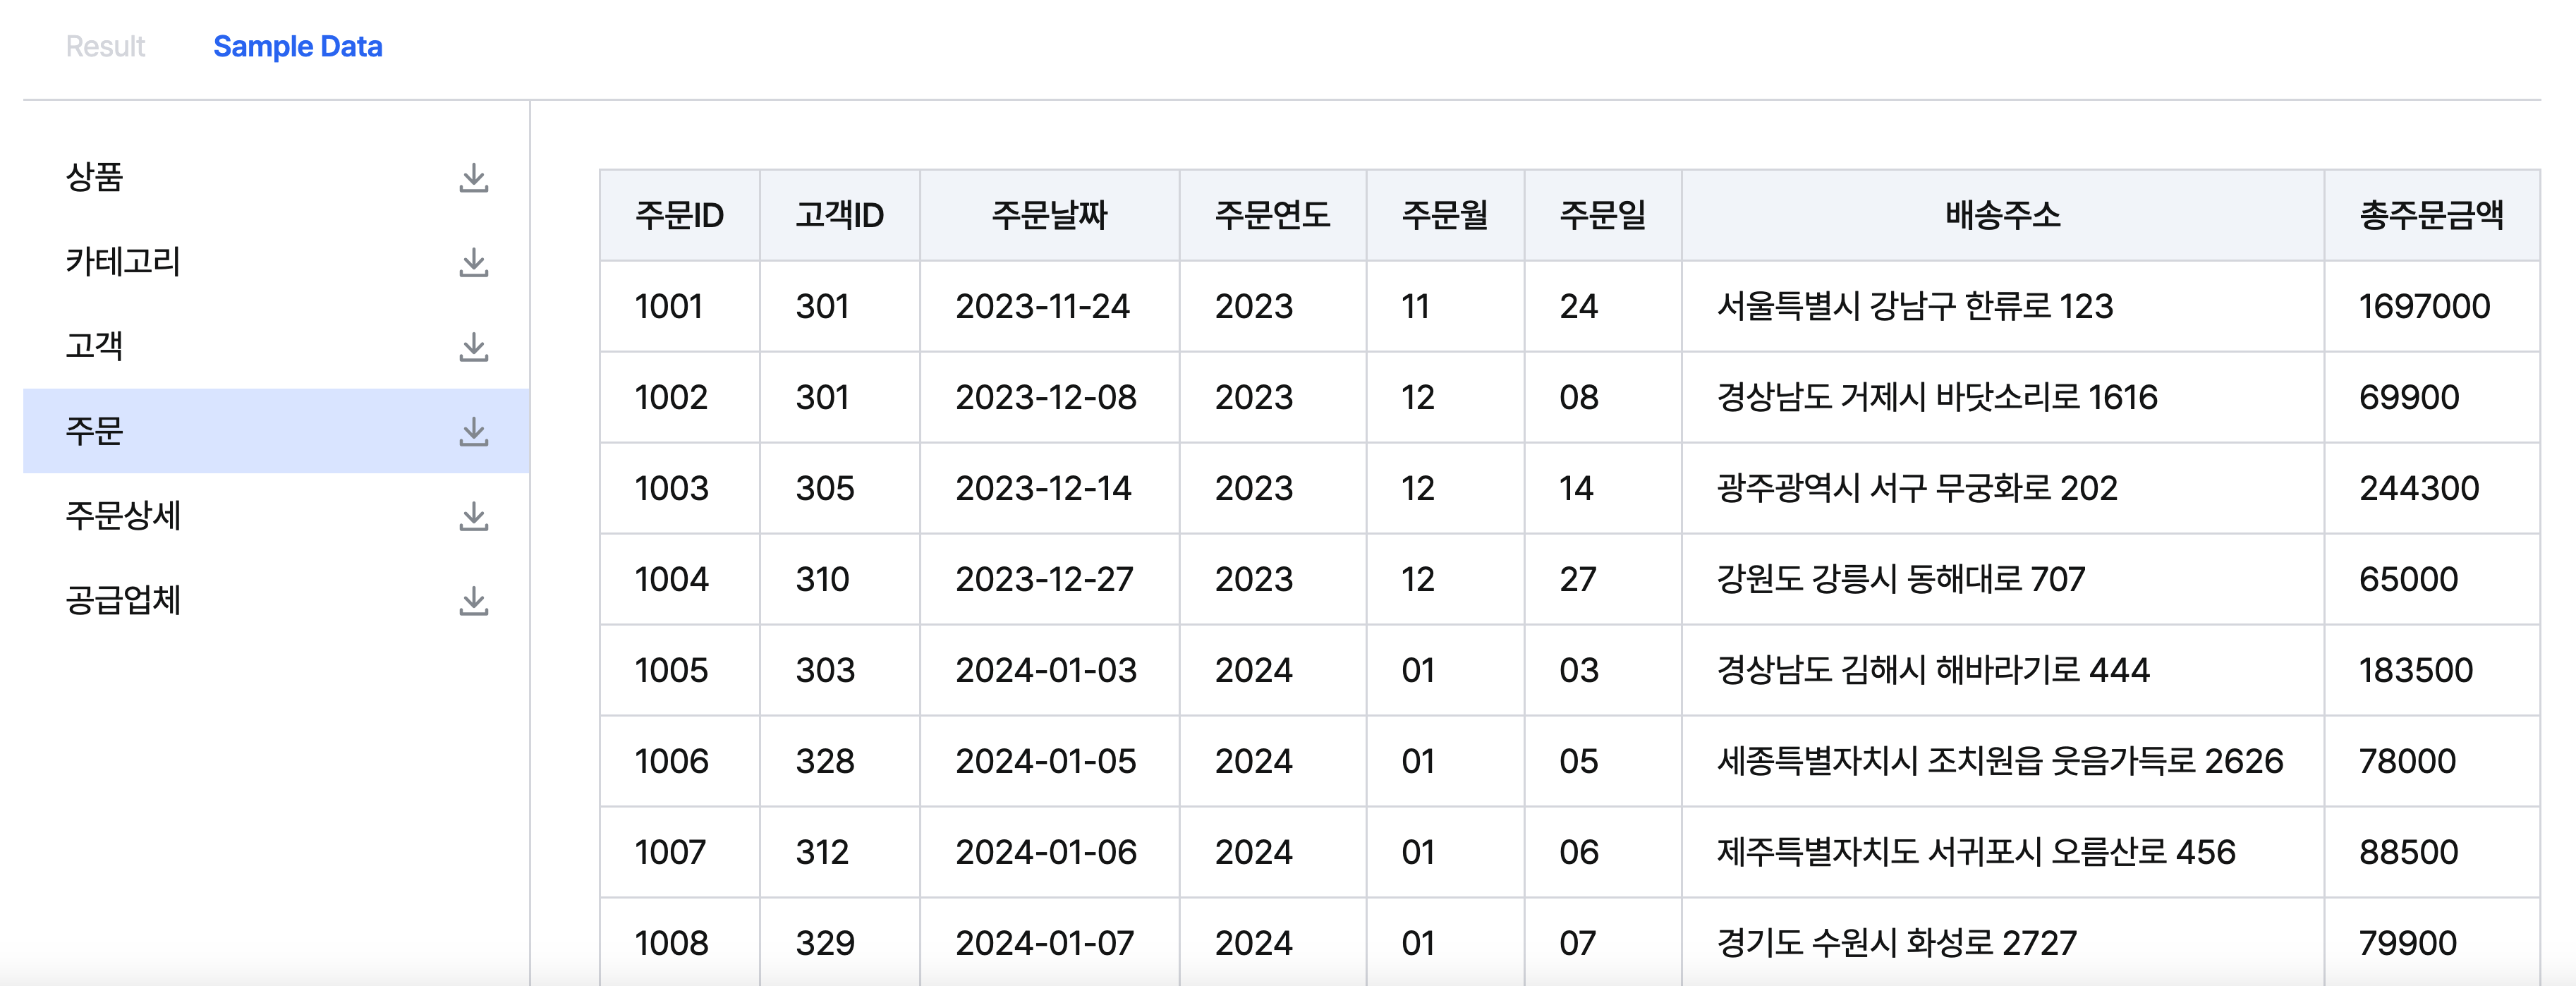 Result Sample Data
상품
카테고리
고객
주문
주문상세
공급업체
주문ID 고객ID 주문날짜 주문연도 주문월 주문일 배송주소 총주문금액
1001 301 2023-11-24 2023 11 24 서울특별시 강남구 한류로 123 1697000
1002 301 2023-12-08 2023 12 08 경상남도 거제시 바닷소리로 1616 69900
1003 305 2023-12-14 2023 12 14 광주광역시 서구 무궁화로 202 244300
1004 310 2023-12-27 2023 12 27 강원도 강릉시 동해대로 707 65000
1005 303 2024-01-03 2024 01 03 경상남도 김해시 해바라기로 444 183500
1006 328 2024-01-05 2024 01 05 세종특별자치시 조치원읍 웃음가득로 2626 78000
1007 312 2024-01-06 2024 01 06 제주특별자치도 서귀포시 오름산로 456 88500
1008 329 2024-01-07 2024 01 07 경기도 수원시 화성로 2727 79900